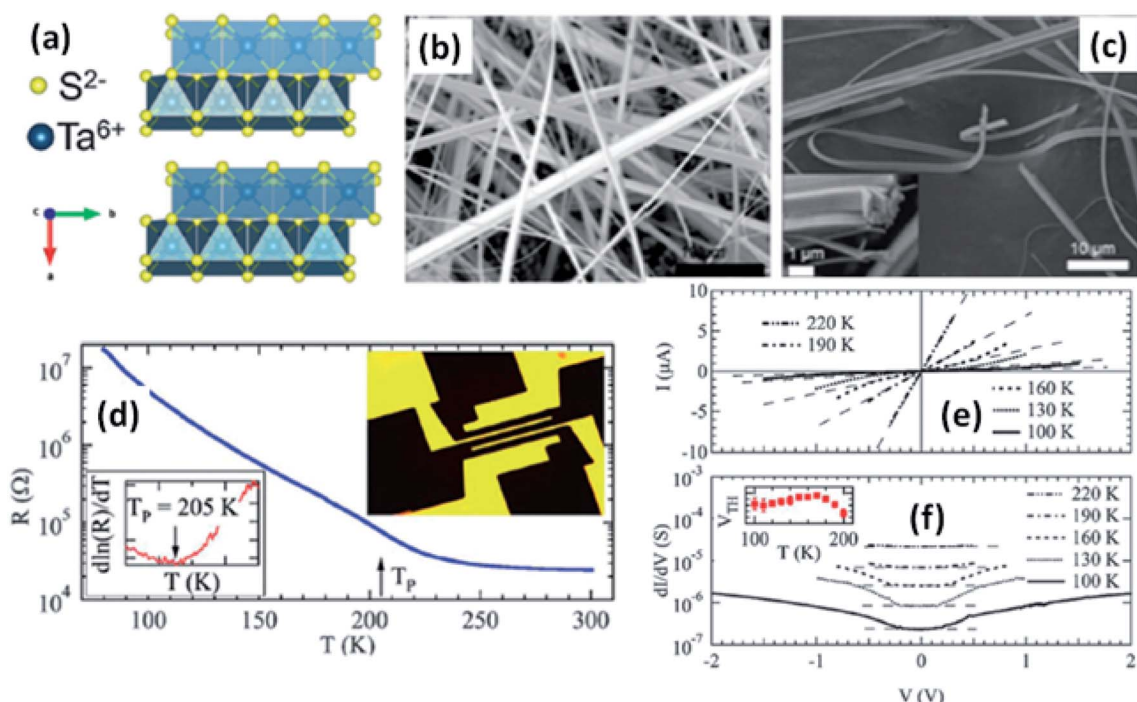 (a)
S2-
Ta6+
c
b
a
(b)
(c)
1 µm
10 µm
(d)
R (Ω)
10^7
10^6
10^5
10^4
100
150
200
250
300
T (K)
TP
TP = 205 K
dln(R)/dT
T (K)
(e)
I (µA)
10
5
0
-5
-10
220 K
190 K
160 K
130 K
100 K
(f)
dI/dV (S)
10^-3
10^-4
10^-5
10^-6
10^-7
VTH
100
200
T (K)
220 K
190 K
160 K
130 K
100 K
-2
-1
0
1
2
V (V)